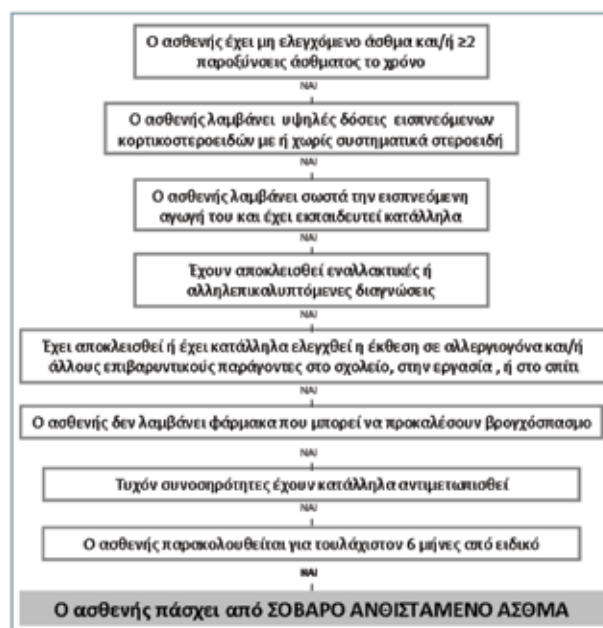 Ο ασθενής έχει μη ελεγχόμενο άσθμα και/ή ≥2
παροξύνσεις άσθματος το χρόνο
ΝΑΙ
Ο ασθενής λαμβάνει υψηλές δόσεις εισπνεόμενων
κορτικοστεροειδών με ή χωρίς συστηματικά στεροειδή
ΝΑΙ
Ο ασθενής λαμβάνει σωστά την εισπνεόμενη
αγωγή του και έχει εκπαιδευτεί κατάλληλα
ΝΑΙ
Έχουν αποκλεισθεί εναλλακτικές ή
αλληλεπικαλυπτόμενες διαγνώσεις
ΝΑΙ
Έχει αποκλεισθεί ή έχει κατάλληλα ελεγχθεί η έκθεση σε αλλεργιογόνα και/ή
άλλους επιβαρυντικούς παράγοντες στο σχολείο, στην εργασία , ή στο σπίτι
ΝΑΙ
Ο ασθενής δεν λαμβάνει φάρμακα που μπορεί να προκαλέσουν βρογχόσπασμο
ΝΑΙ
Τυχόν συνοσηρότητες έχουν κατάλληλα αντιμετωπισθεί
ΝΑΙ
Ο ασθενής παρακολουθείται για τουλάχιστον 6 μήνες από ειδικό
ΝΑΙ
Ο ασθενής πάσχει από ΣΟΒΑΡΟ ΑΝΘΙΣΤΑΜΕΝΟ ΑΣΘΜΑ